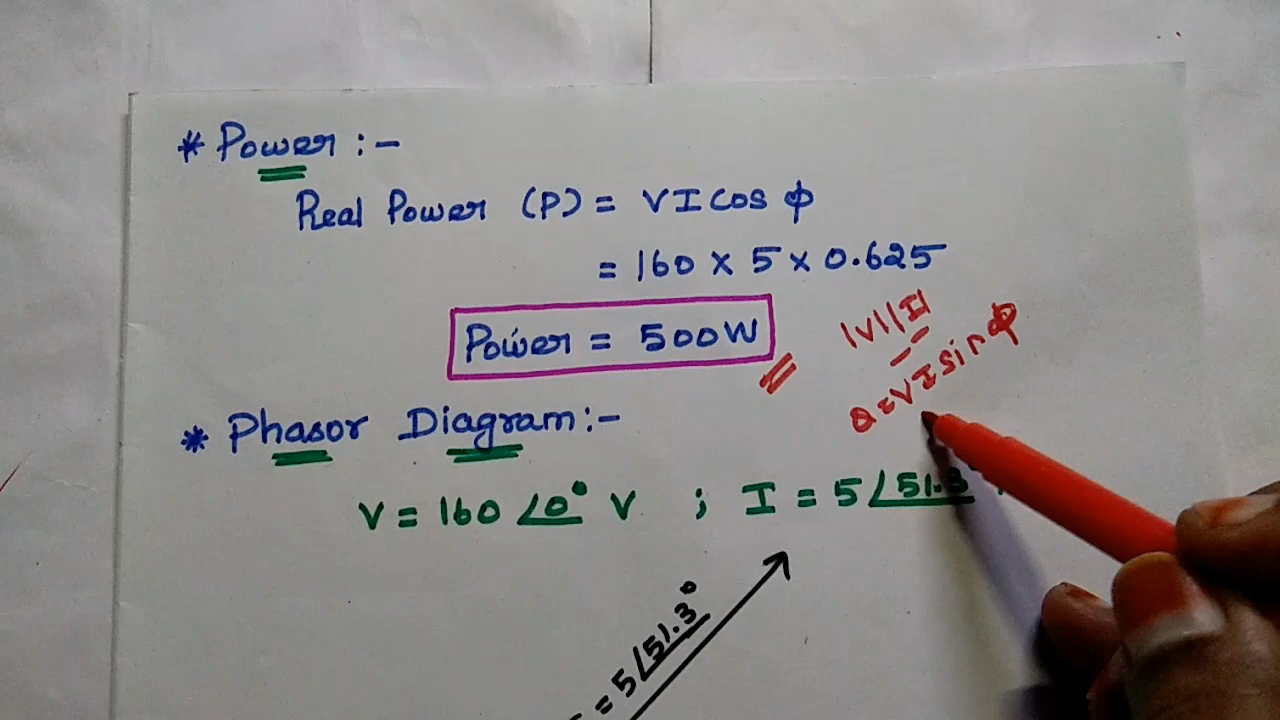 * Power :-
Real Power (P) = VI cos ф
= 160 × 5 × 0.625
Power = 500W
|V||I|
Q = VI sin ф
* Phasor Diagram:-
V = 160 ∠0° V ; I = 5 ∠51.3°
= 5∠51.3°